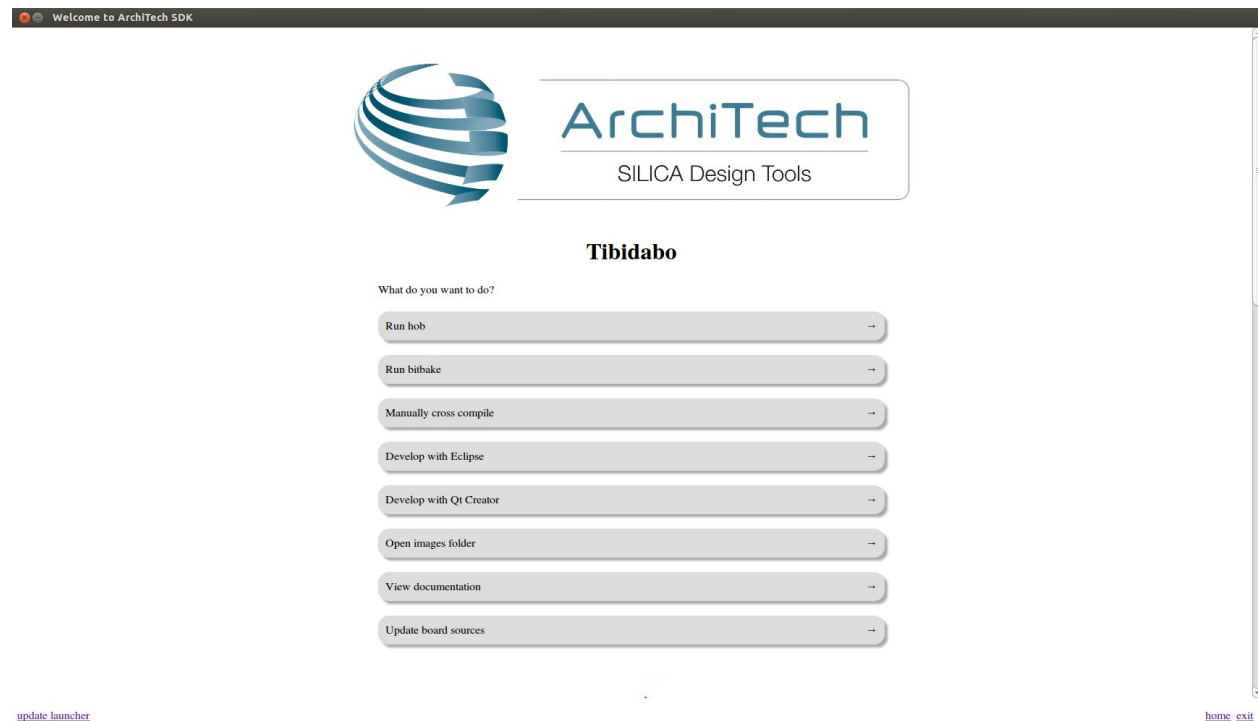 Welcome to ArchiTech SDK
ArchiTech
SILICA Design Tools
Tibidabo
What do you want to do?
Run hob →
Run bitbake →
Manually cross compile →
Develop with Eclipse →
Develop with Qt Creator →
Open images folder →
View documentation →
Update board sources →
update launcher home exit